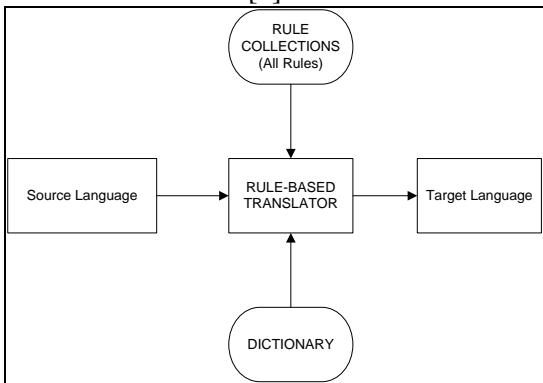 RULE
COLLECTIONS
(All Rules)
Source Language
RULE-BASED
TRANSLATOR
Target Language
DICTIONARY